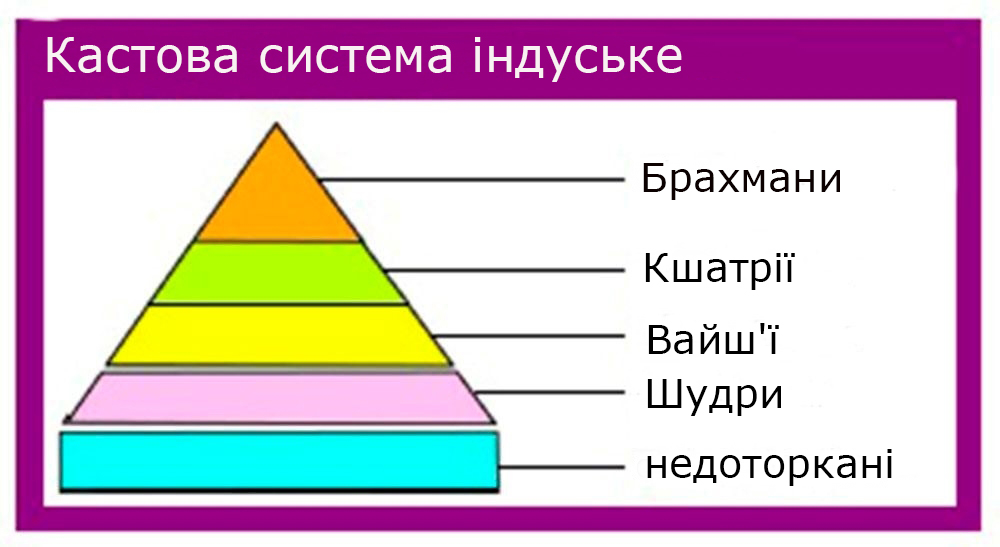 Кастова система індуське
Брахмани
Кшатрії
Вайш'ї
Шудри
недоторкані